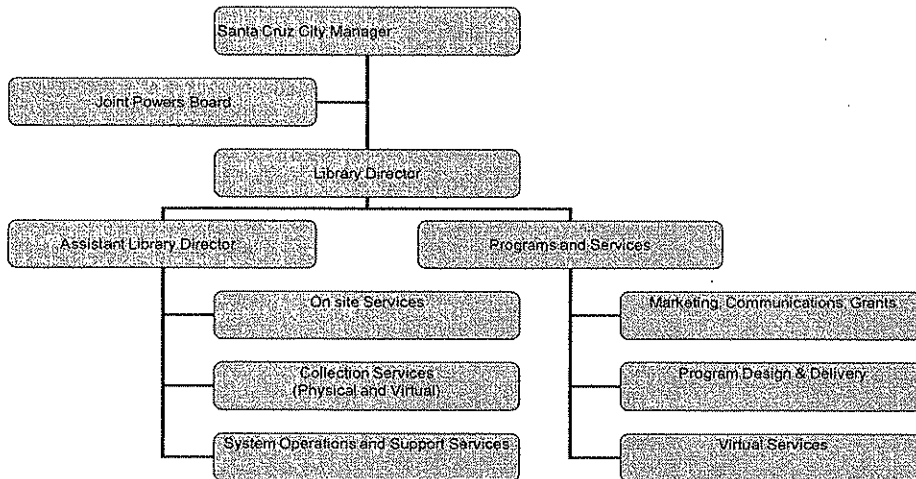 Santa Cruz City Manager
Joint Powers Board
Library Director
Assistant Library Director
Programs and Services
On site Services
Marketing, Communications, Grants
Collection Services
(Physical and Virtual)
Program Design & Delivery
System Operations and Support Services
Virtual Services